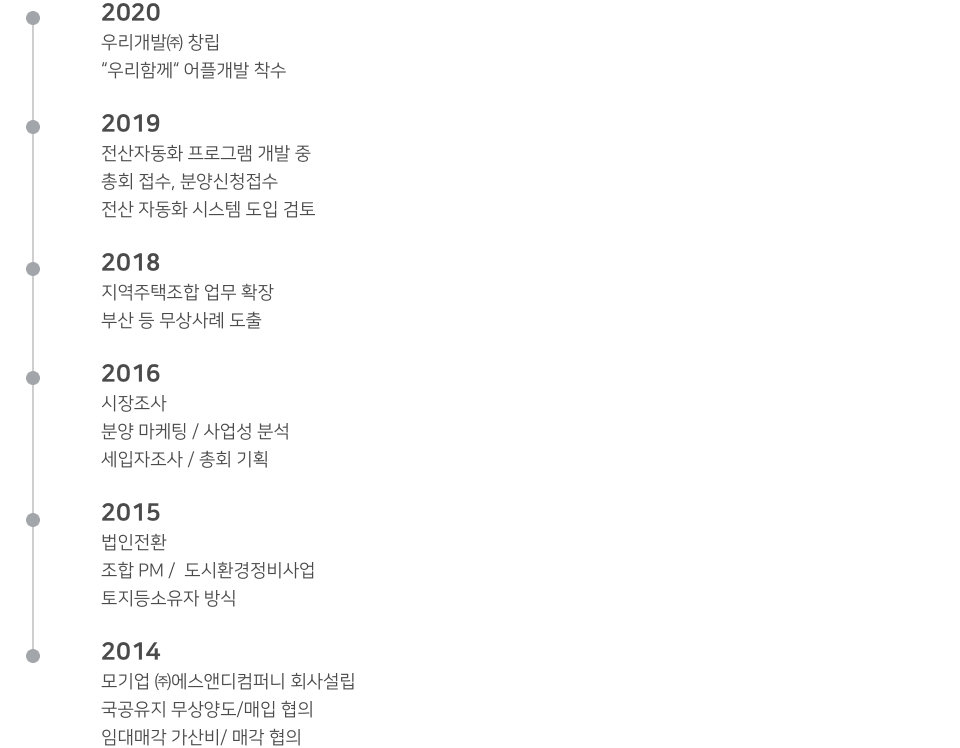 2020
우리개발㈜ 창립
“우리함께“ 어플개발 착수
2019
전산자동화 프로그램 개발 중
총회 접수, 분양신청접수
전산 자동화 시스템 도입 검토
2018
지역주택조합 업무 확장
부산 등 무상사례 도출
2016
시장조사
분양 마케팅 / 사업성 분석
세입자조사 / 총회 기획
2015
법인전환
조합 PM /  도시환경정비사업
토지등소유자 방식
2014
모기업 ㈜에스앤디컴퍼니 회사설립
국공유지 무상양도/매입 협의
임대매각 가산비/ 매각 협의